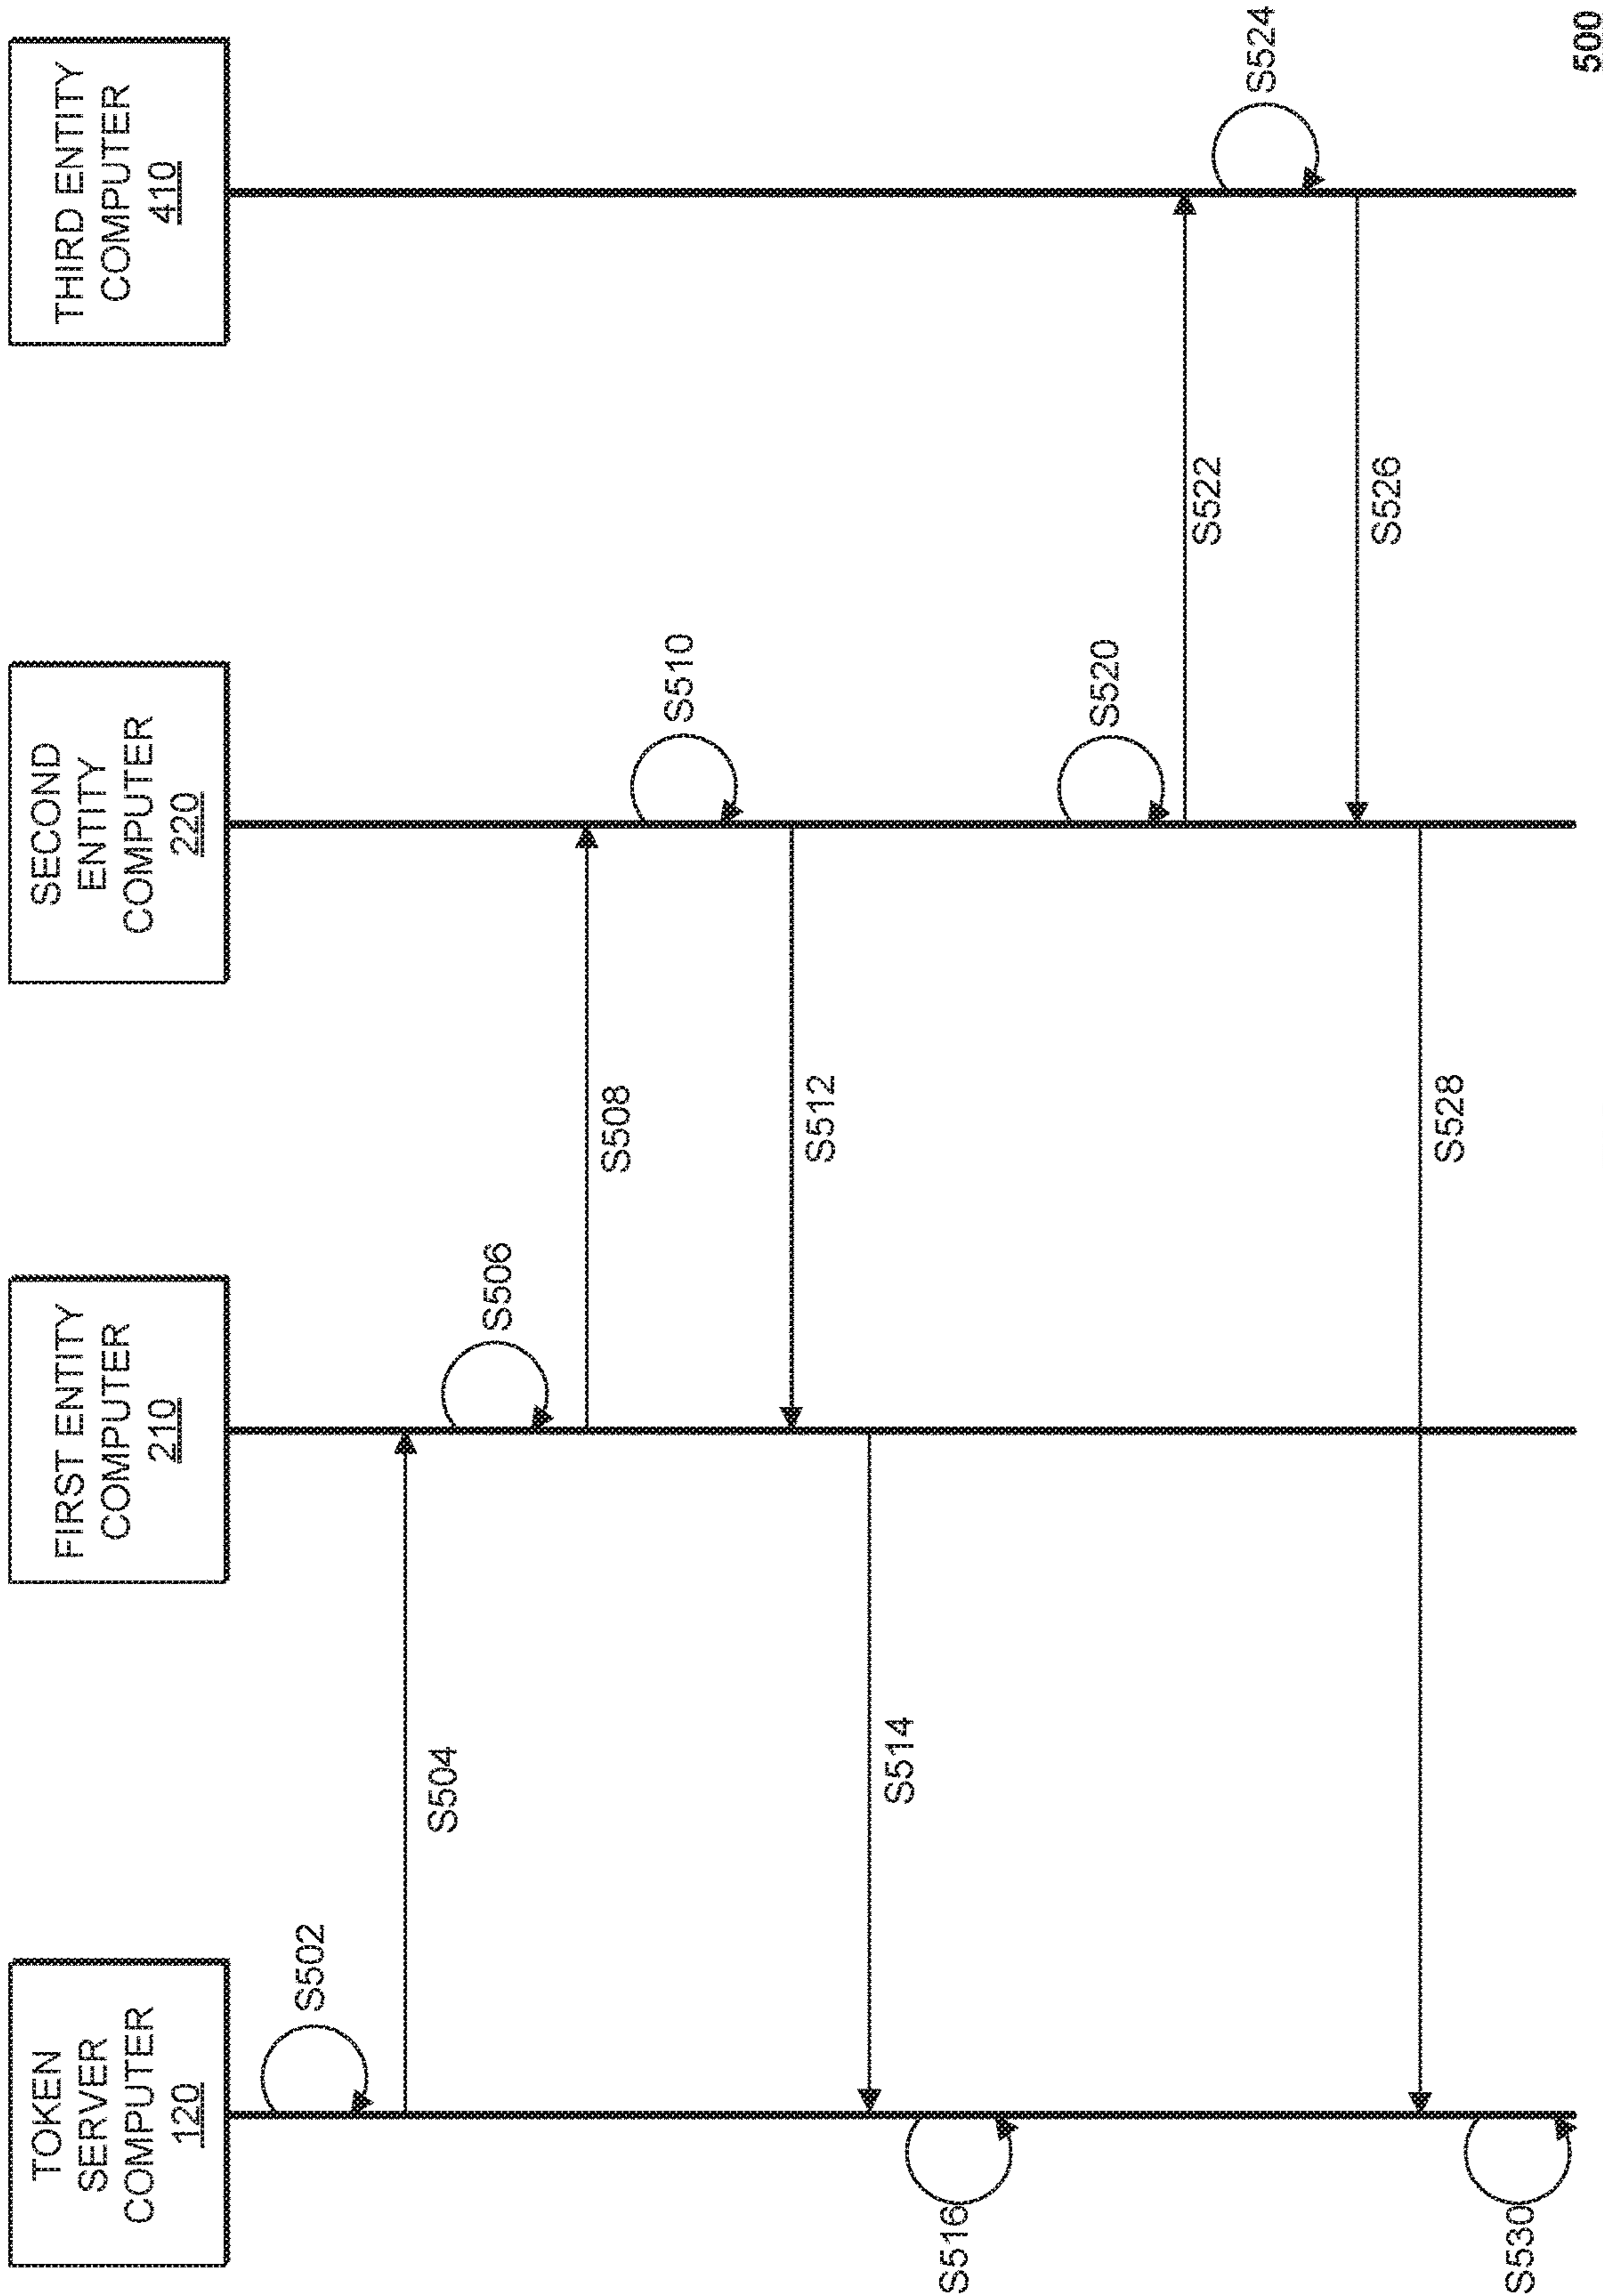 TOKEN
SERVER
COMPUTER
120
FIRST ENTITY
COMPUTER
210
SECOND
ENTITY
COMPUTER
220
THIRD ENTITY
COMPUTER
410
S502
S504
S506
S508
S510
S512
S514
S516
S520
S522
S524
S526
S528
S530
500